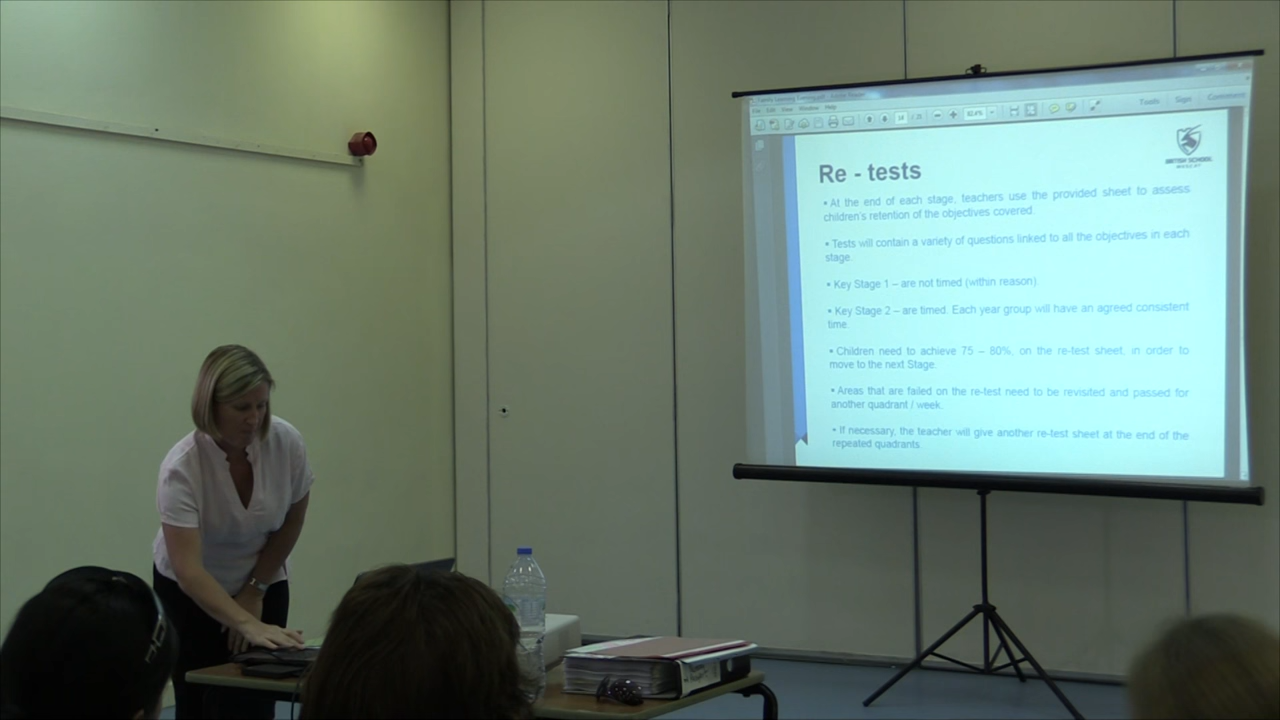 Tools Sign Comment
Re - tests
BRITISH SCHOOL
• At the end of each stage, teachers use the provided sheet to assess
children's retention of the objectives covered.
• Tests will contain a variety of questions linked to all the objectives in each
stage.
• Key Stage 1 – are not timed (within reason)
• Key Stage 2 – are timed. Each year group will have an agreed consistent
time.
• Children need to achieve 75 – 80%, on the re-test sheet, in order to
move to the next Stage.
• Areas that are failed on the re-test need to be revisited and passed for
another quadrant / week.
• If necessary, the teacher will give another re-test sheet at the end of the
repeated quadrants.